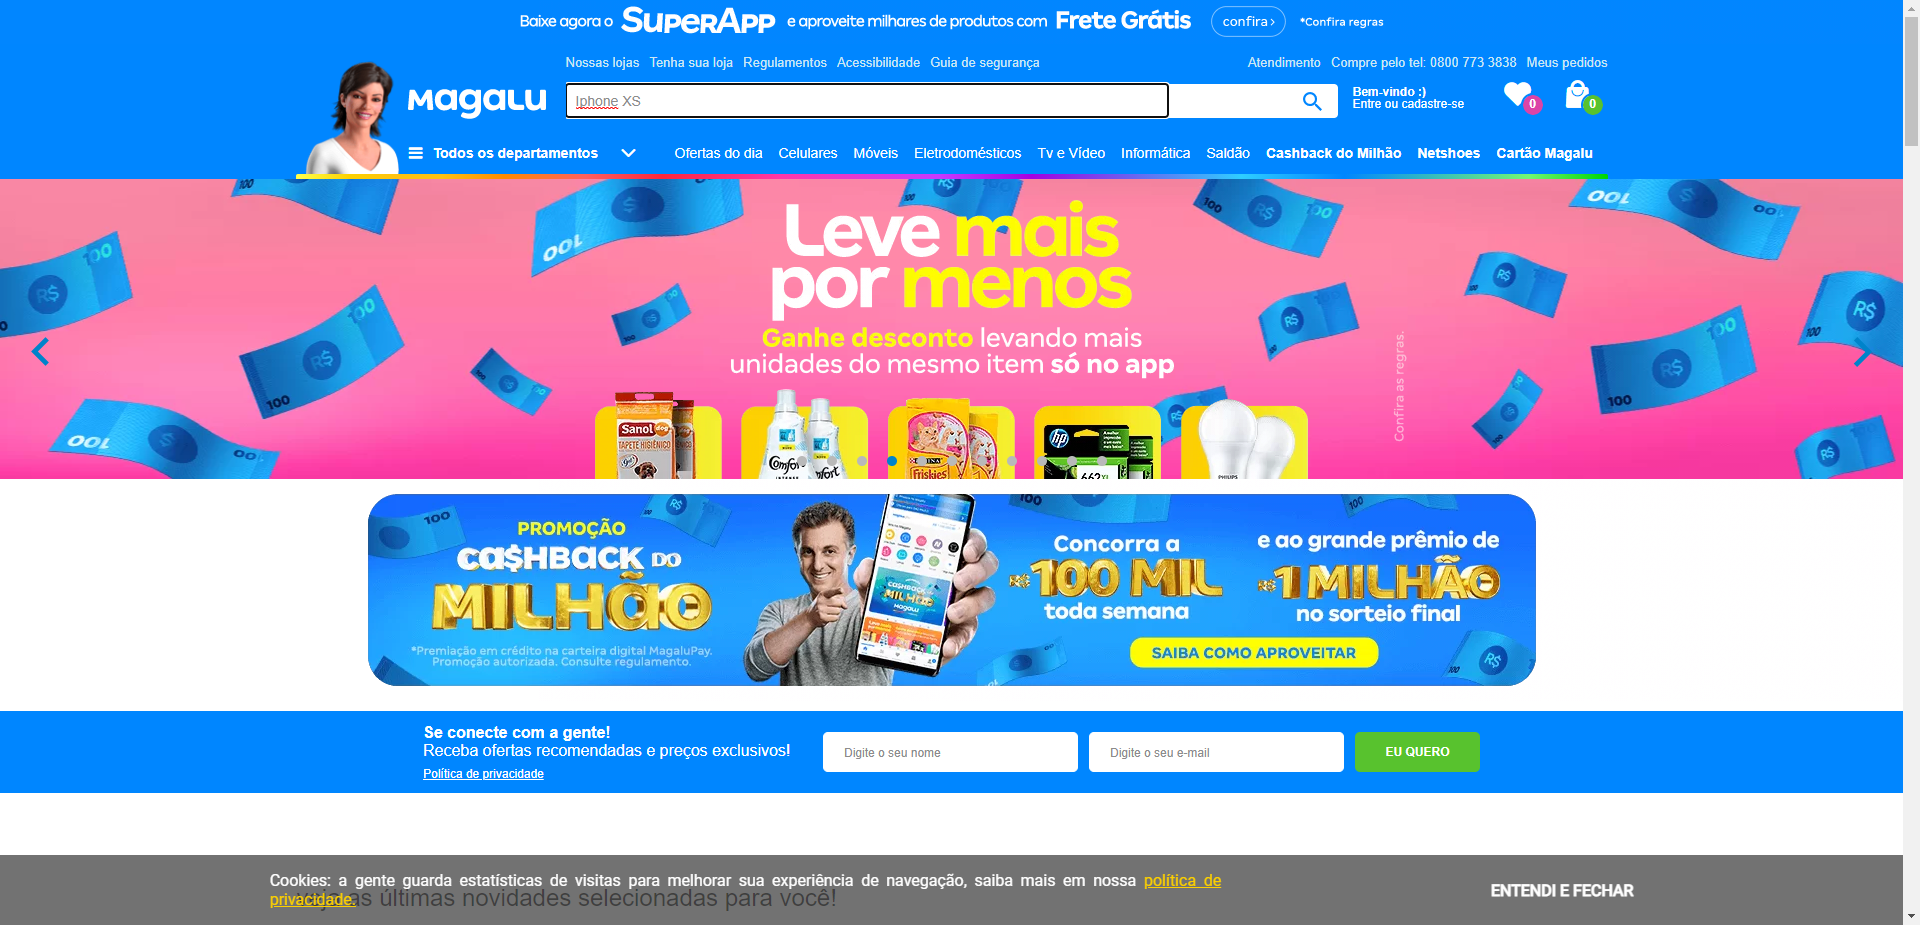 Baixe agora o SuperApp e aproveite milhares de produtos com Frete Grátis confira › *Confira regras
Nossas lojas Tenha sua loja Regulamentos Acessibilidade Guia de segurança Atendimento Compre pelo tel: 0800 773 3838 Meus pedidos
Magalu
Iphone XS
Bem-vindo :)
Entre ou cadastre-se
0
0
Todos os departamentos Ofertas do dia Celulares Móveis Eletrodomésticos Tv e Vídeo Informática Saldão Cashback do Milhão Netshoes Cartão Magalu
Leve mais
por menos
Ganhe desconto levando mais
unidades do mesmo item só no app
Confira as regras.
Sanol dog
TAPETE HIGIÊNICO
Comfort
Friskies
hp
662XL
PHILIPS
PROMOÇÃO
CA$HBACK DO
MILHÃO
*Premiação em crédito na carteira digital MagaluPay.
Promoção autorizada. Consulte regulamento.
Concorra a
R$ 100 MIL
toda semana
e ao grande prêmio de
R$ 1 MILHÃO
no sorteio final
SAIBA COMO APROVEITAR
Se conecte com a gente!
Receba ofertas recomendadas e preços exclusivos!
Política de privacidade
Digite o seu nome
Digite o seu e-mail
EU QUERO
Cookies: a gente guarda estatísticas de visitas para melhorar sua experiência de navegação, saiba mais em nossa política de
privacidade.
ENTENDI E FECHAR
veja as últimas novidades selecionadas para você!